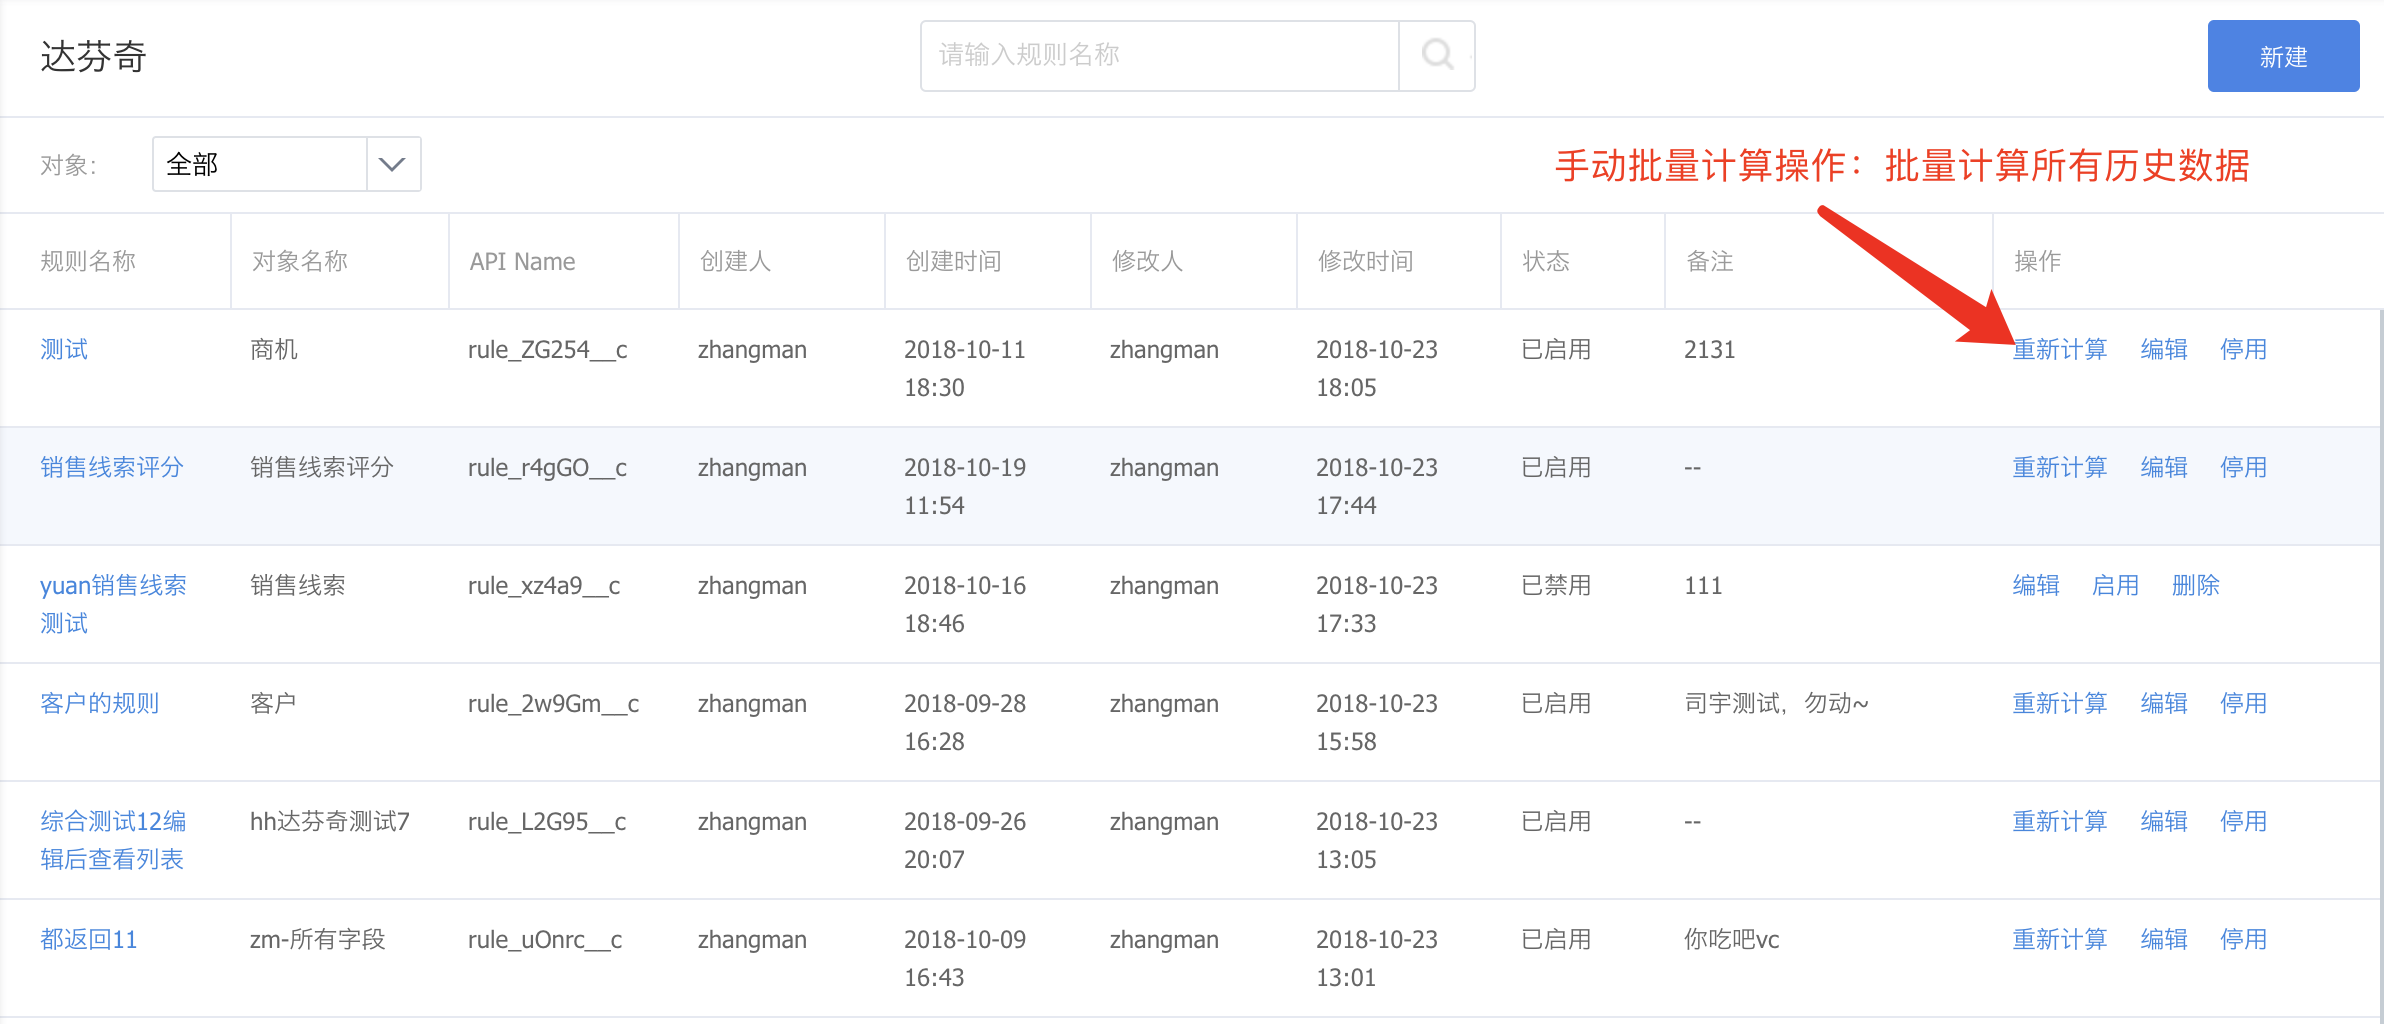 达芬奇
请输入规则名称
新建
对象：
全部
手动批量计算操作：批量计算所有历史数据
规则名称 对象名称 API Name 创建人 创建时间 修改人 修改时间 状态 备注 操作
测试 商机 rule_ZG254__c zhangman 2018-10-11 zhangman 2018-10-23 已启用 2131 重新计算 编辑 停用
18:30 18:05
销售线索评分 销售线索评分 rule_r4gGO__c zhangman 2018-10-19 zhangman 2018-10-23 已启用 -- 重新计算 编辑 停用
11:54 17:44
yuan销售线索 销售线索 rule_xz4a9__c zhangman 2018-10-16 zhangman 2018-10-23 已禁用 111 编辑 启用 删除
测试 18:46 17:33
客户的规则 客户 rule_2w9Gm__c zhangman 2018-09-28 zhangman 2018-10-23 已启用 司宇测试，勿动~ 重新计算 编辑 停用
16:28 15:58
综合测试12编 hh达芬奇测试7 rule_L2G95__c zhangman 2018-09-26 zhangman 2018-10-23 已启用 -- 重新计算 编辑 停用
辑后查看列表 20:07 13:05
都返回11 zm-所有字段 rule_uOnrc__c zhangman 2018-10-09 zhangman 2018-10-23 已启用 你吃吧vc 重新计算 编辑 停用
16:43 13:01